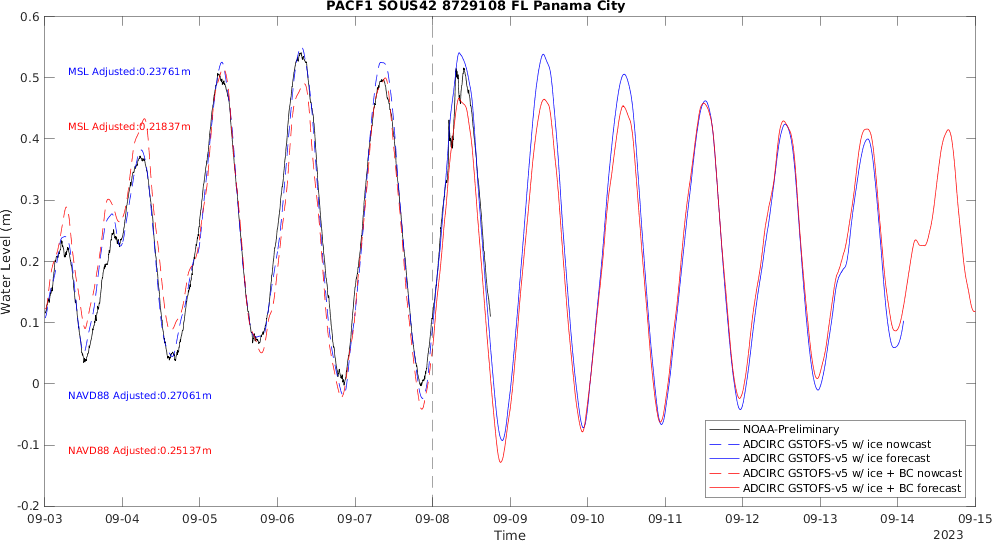 PACF1 SOUS42 8729108 FL Panama City
0.6
0.5
0.4
0.3
0.2
0.1
0
-0.1
-0.2
Water Level (m)
MSL Adjusted:0.23761m
MSL Adjusted:0.21837m
NAVD88 Adjusted:0.27061m
NAVD88 Adjusted:0.25137m
NOAA-Preliminary
ADCIRC GSTOFS-v5 w/ ice nowcast
ADCIRC GSTOFS-v5 w/ ice forecast
ADCIRC GSTOFS-v5 w/ ice + BC nowcast
ADCIRC GSTOFS-v5 w/ ice + BC forecast
09-03 09-04 09-05 09-06 09-07 09-08 09-09 09-10 09-11 09-12 09-13 09-14 09-15
Time
2023